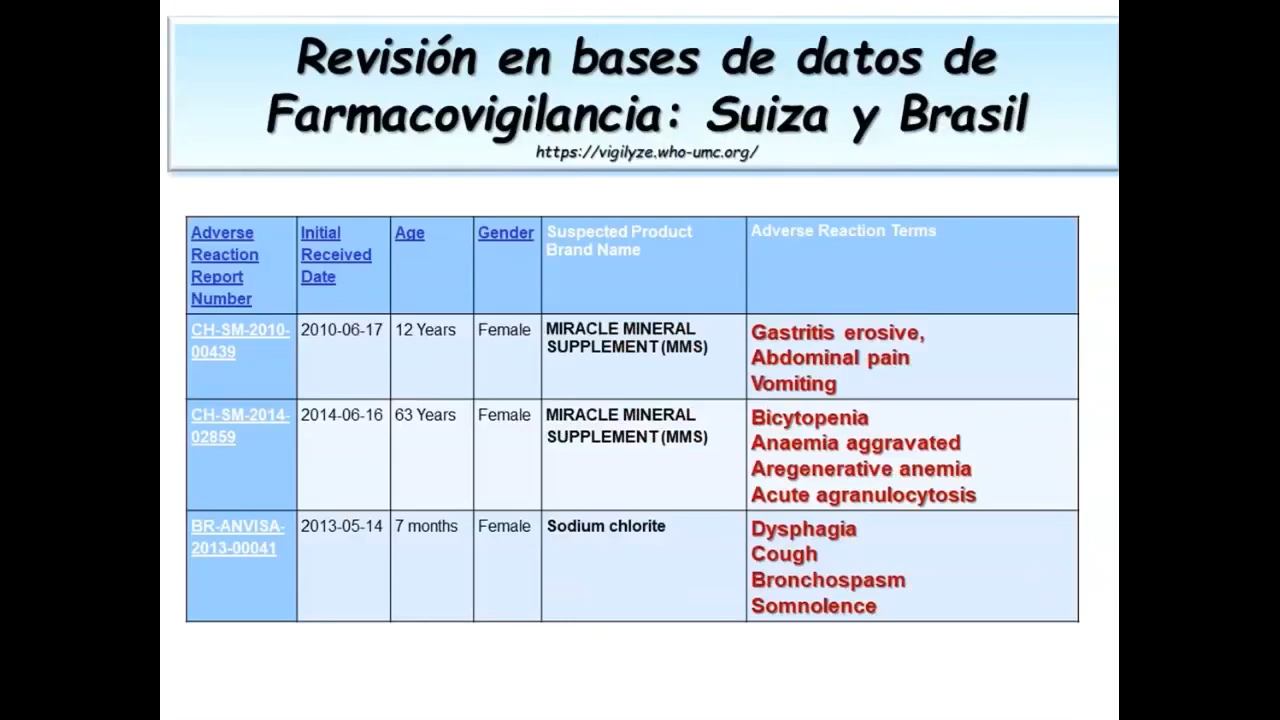 Revisión en bases de datos de
Farmacovigilancia: Suiza y Brasil
https://vigilyze.who-umc.org/
Adverse
Reaction
Report
Number
Initial
Received
Date
Age
Gender
Suspected Product
Brand Name
Adverse Reaction Terms
CH-SM-2010-
00439
2010-06-17
12 Years
Female
MIRACLE MINERAL
SUPPLEMENT (MMS)
Gastritis erosive,
Abdominal pain
Vomiting
CH-SM-2014-
02859
2014-06-16
63 Years
Female
MIRACLE MINERAL
SUPPLEMENT (MMS)
Bicytopenia
Anaemia aggravated
Aregenerative anemia
Acute agranulocytosis
BR-ANVISA-
2013-00041
2013-05-14
7 months
Female
Sodium chlorite
Dysphagia
Cough
Bronchospasm
Somnolence